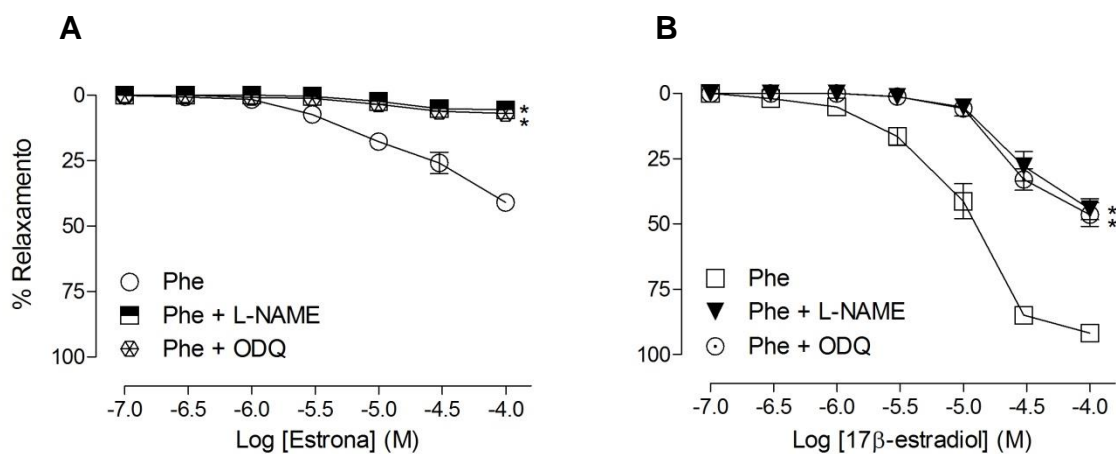 A
% Relaxamento
0
25
50
75
100
*
*
Phe
Phe + L-NAME
Phe + ODQ
-7.0 -6.5 -6.0 -5.5 -5.0 -4.5 -4.0
Log [Estrona] (M)
B
0
25
50
75
100
*
*
Phe
Phe + L-NAME
Phe + ODQ
-7.0 -6.5 -6.0 -5.5 -5.0 -4.5 -4.0
Log [17β-estradiol] (M)